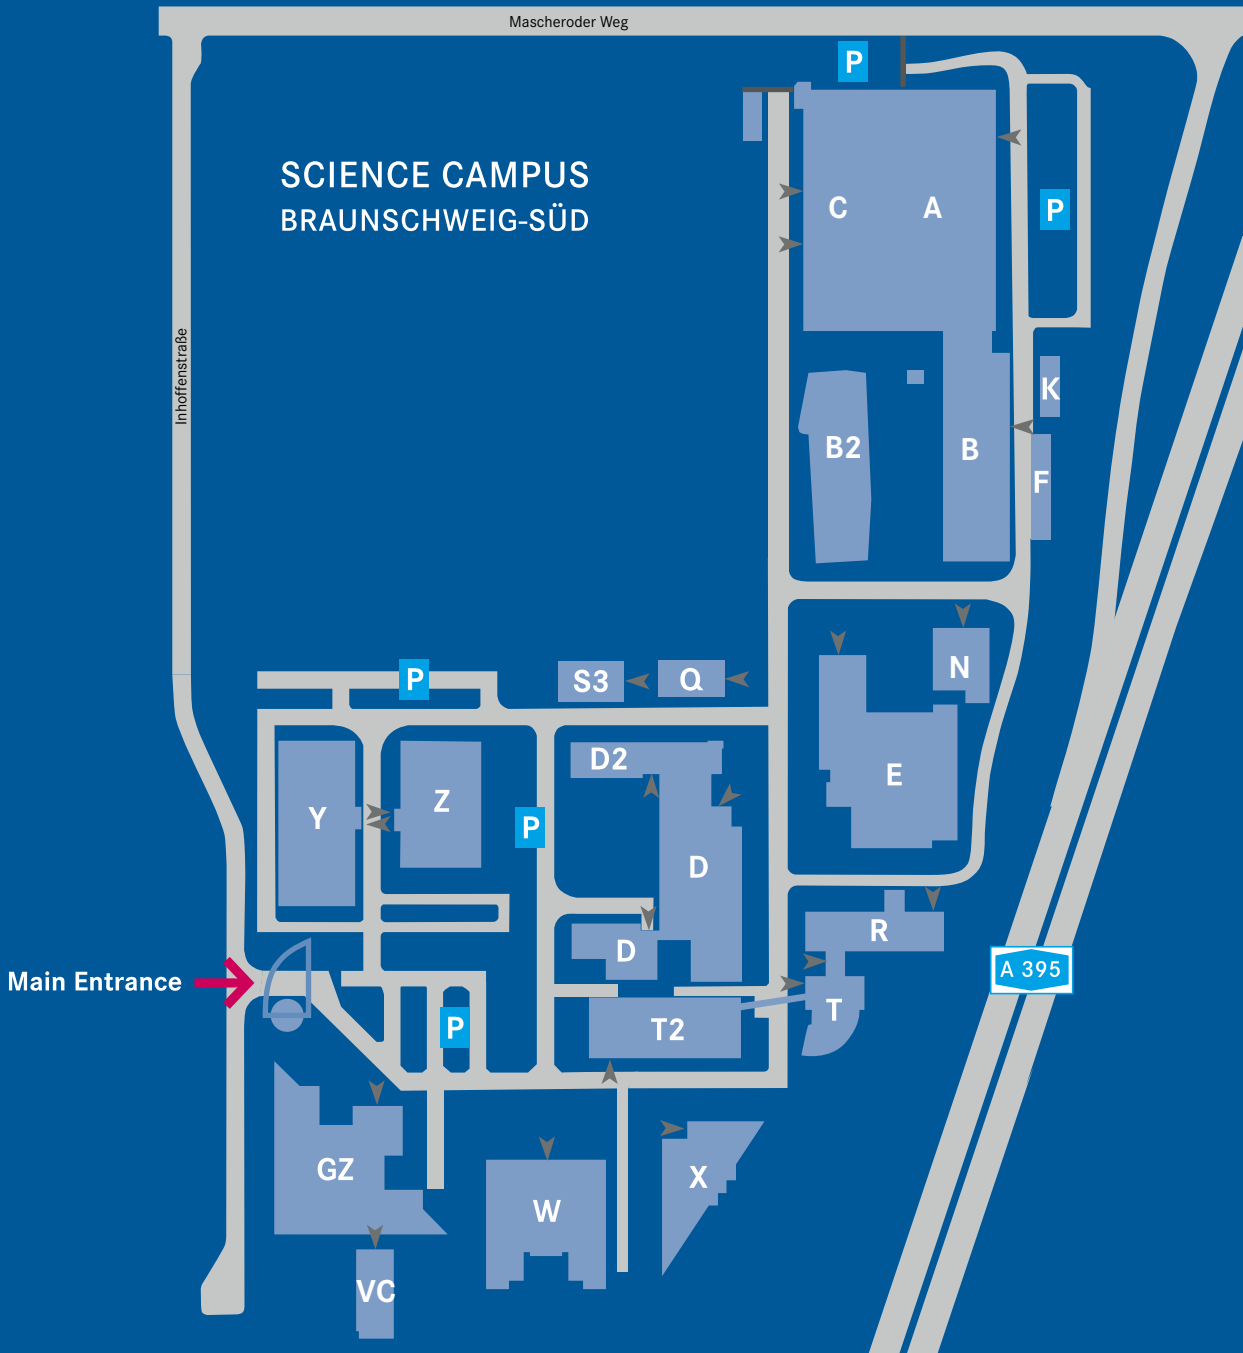 Mascheroder Weg
P
SCIENCE CAMPUS
BRAUNSCHWEIG-SÜD
C
A
P
Inhoffenstraße
K
B2
B
F
S3
Q
N
P
D2
E
Y
Z
P
D
R
D
Main Entrance
A 395
P
T2
T
GZ
X
W
VC